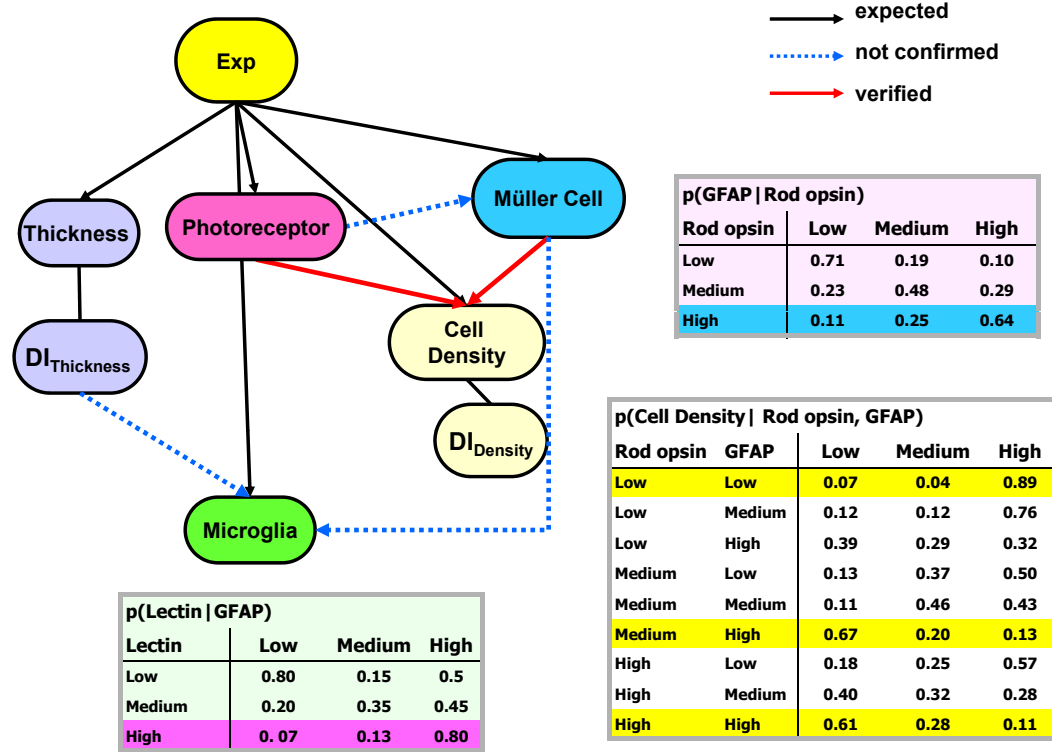 Exp
expected
not confirmed
verified
Thickness
Photoreceptor
Müller Cell
DIThickness
Cell
Density
DIDensity
Microglia
p(GFAP|Rod opsin)
Rod opsin Low Medium High
Low 0.71 0.19 0.10
Medium 0.23 0.48 0.29
High 0.11 0.25 0.64
p(Cell Density| Rod opsin, GFAP)
Rod opsin GFAP Low Medium High
Low Low 0.07 0.04 0.89
Low Medium 0.12 0.12 0.76
Low High 0.39 0.29 0.32
Medium Low 0.13 0.37 0.50
Medium Medium 0.11 0.46 0.43
Medium High 0.67 0.20 0.13
High Low 0.18 0.25 0.57
High Medium 0.40 0.32 0.28
High High 0.61 0.28 0.11
p(Lectin|GFAP)
Lectin Low Medium High
Low 0.80 0.15 0.5
Medium 0.20 0.35 0.45
High 0. 07 0.13 0.80